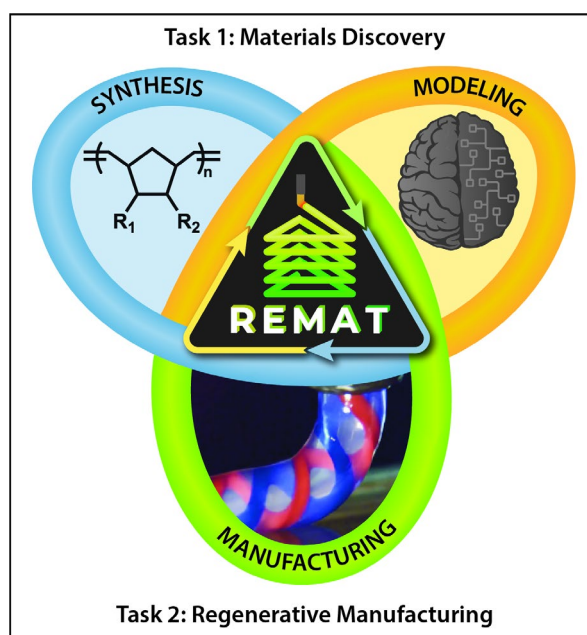 Task 1: Materials Discovery
SYNTHESIS
MODELING
n
R1 R2
REMAT
MANUFACTURING
Task 2: Regenerative Manufacturing